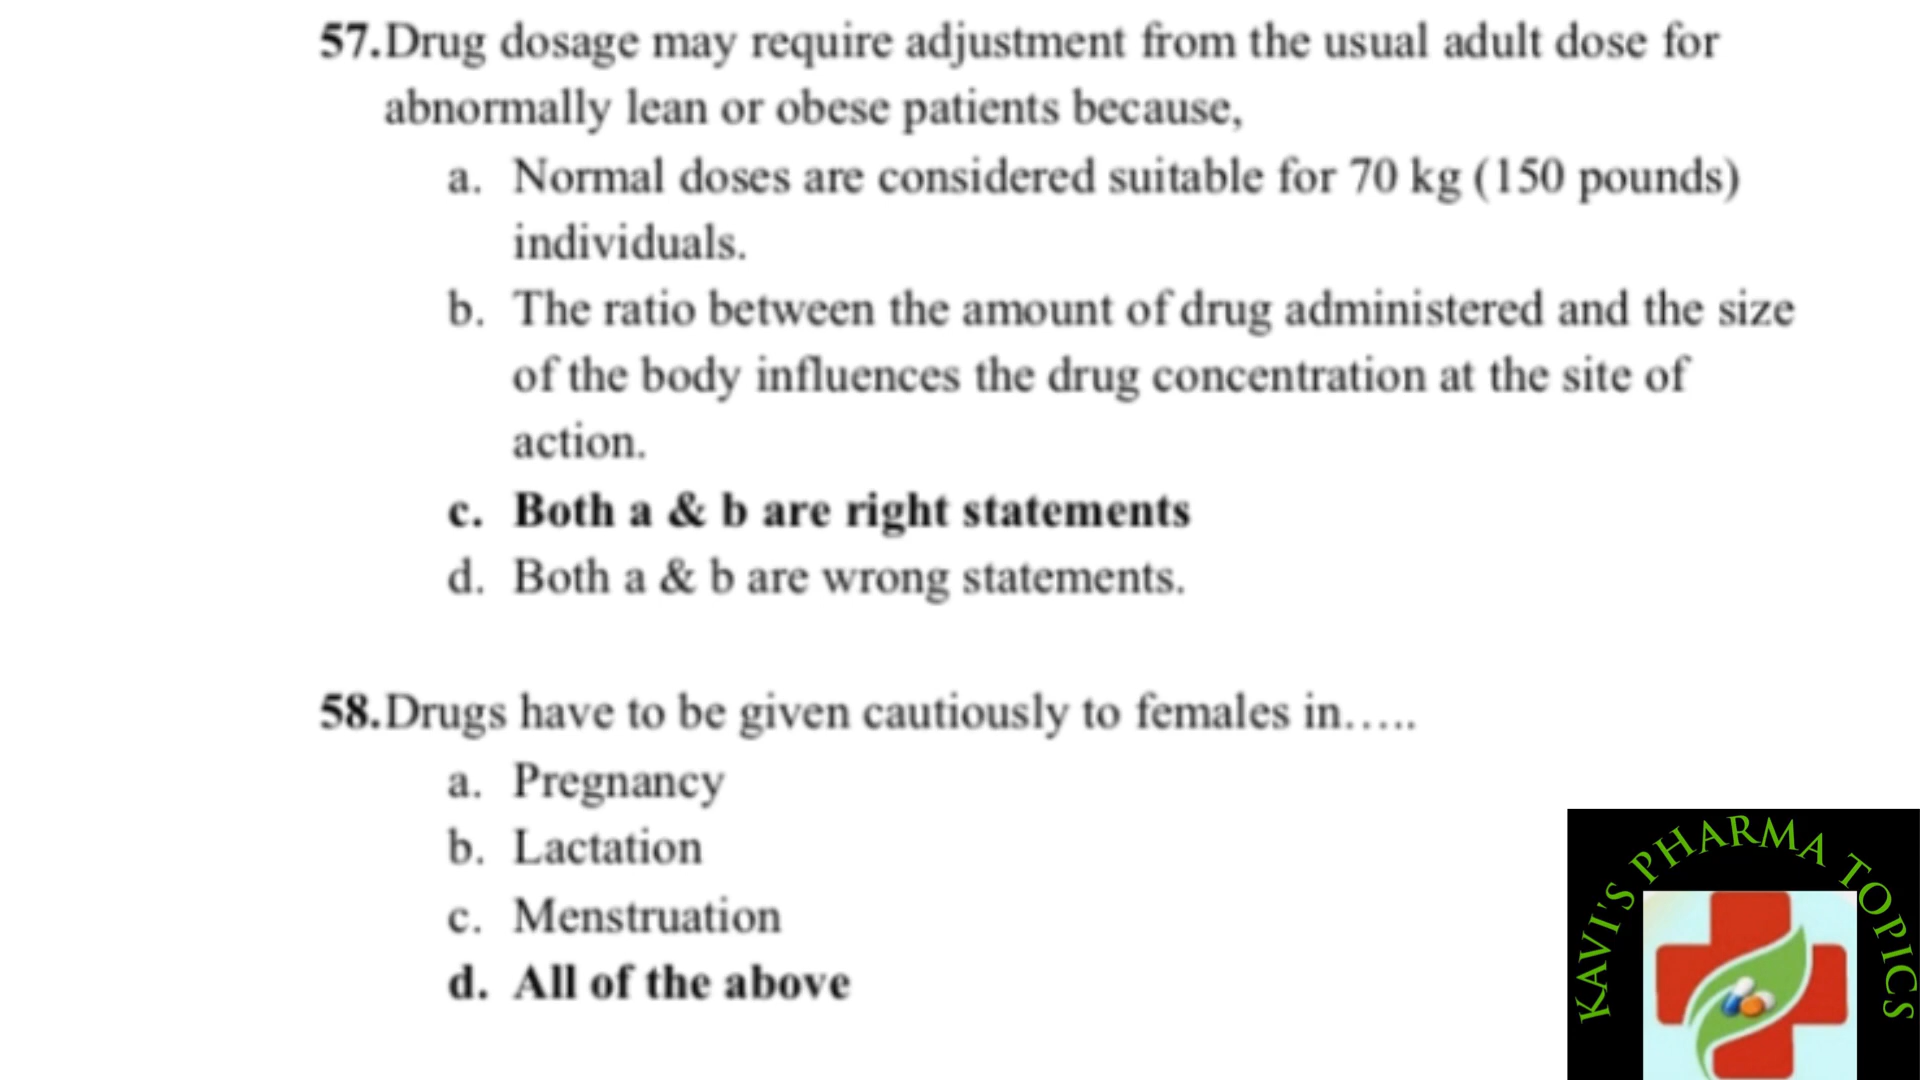 57.Drug dosage may require adjustment from the usual adult dose for
abnormally lean or obese patients because,
a. Normal doses are considered suitable for 70 kg (150 pounds)
individuals.
b. The ratio between the amount of drug administered and the size
of the body influences the drug concentration at the site of
action.
c. Both a & b are right statements
d. Both a & b are wrong statements.
58.Drugs have to be given cautiously to females in.....
a. Pregnancy
b. Lactation
c. Menstruation
d. All of the above
KAVI'S PHARMA TOPICS